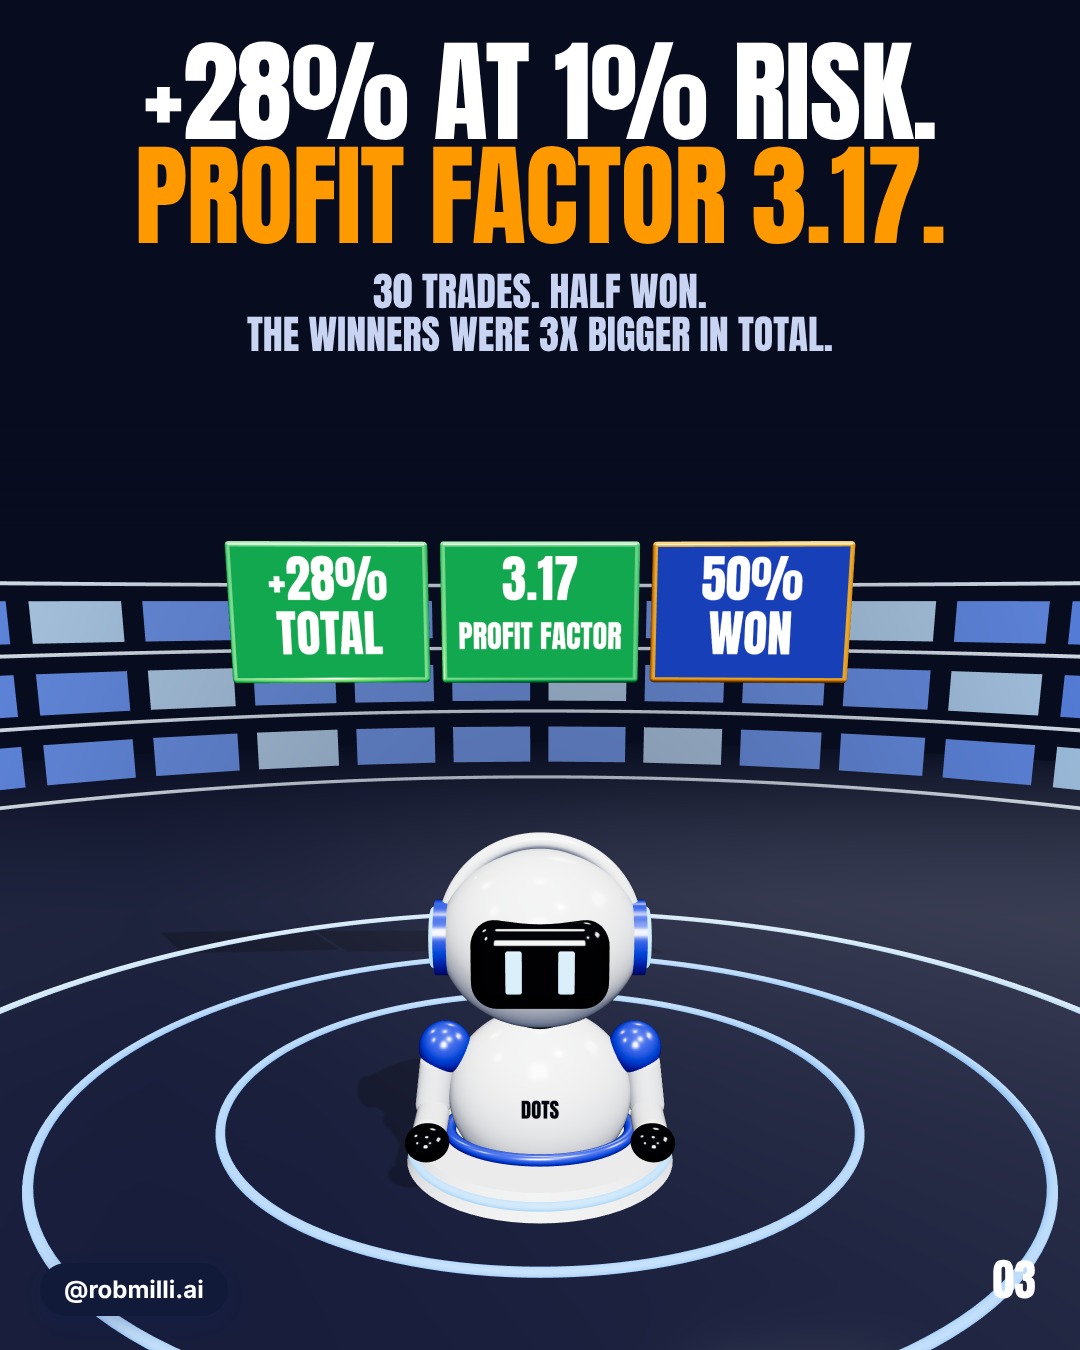 +28% AT 1% RISK.
PROFIT FACTOR 3.17.
30 TRADES. HALF WON.
THE WINNERS WERE 3X BIGGER IN TOTAL.
+28%
TOTAL
3.17
PROFIT FACTOR
50%
WON
DOTS
@robmilli.ai
03